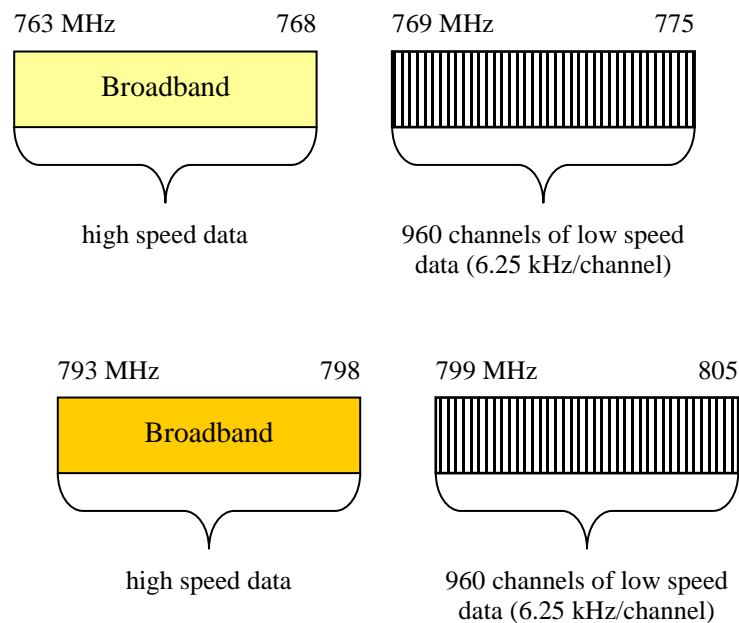 763 MHz 768 769 MHz 775
Broadband
high speed data 960 channels of low speed
data (6.25 kHz/channel)
793 MHz 798 799 MHz 805
Broadband
high speed data 960 channels of low speed
data (6.25 kHz/channel)